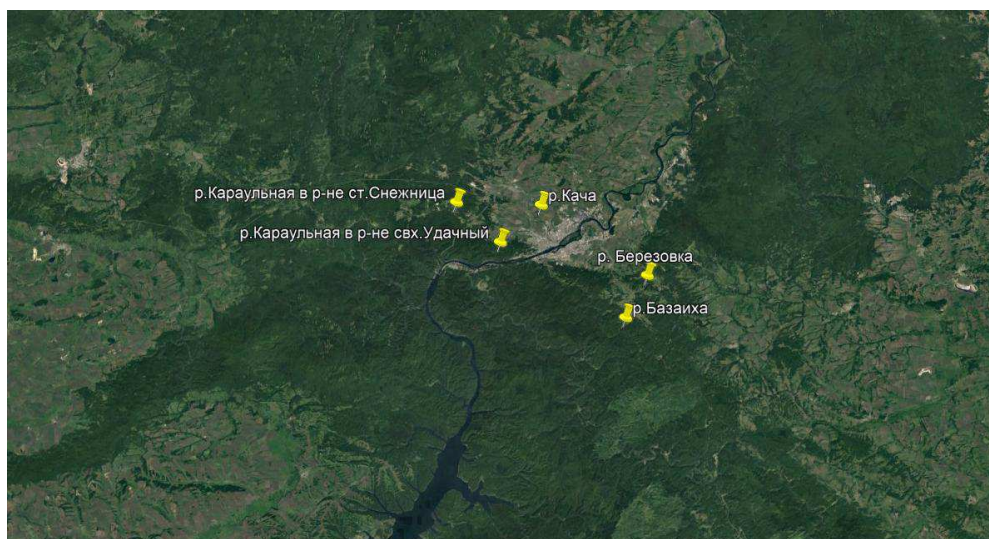 р.Караульная в р-не ст.Снежница
р.Кача
р.Караульная в р-не свх.Удачный
р. Березовка
р.Базаиха